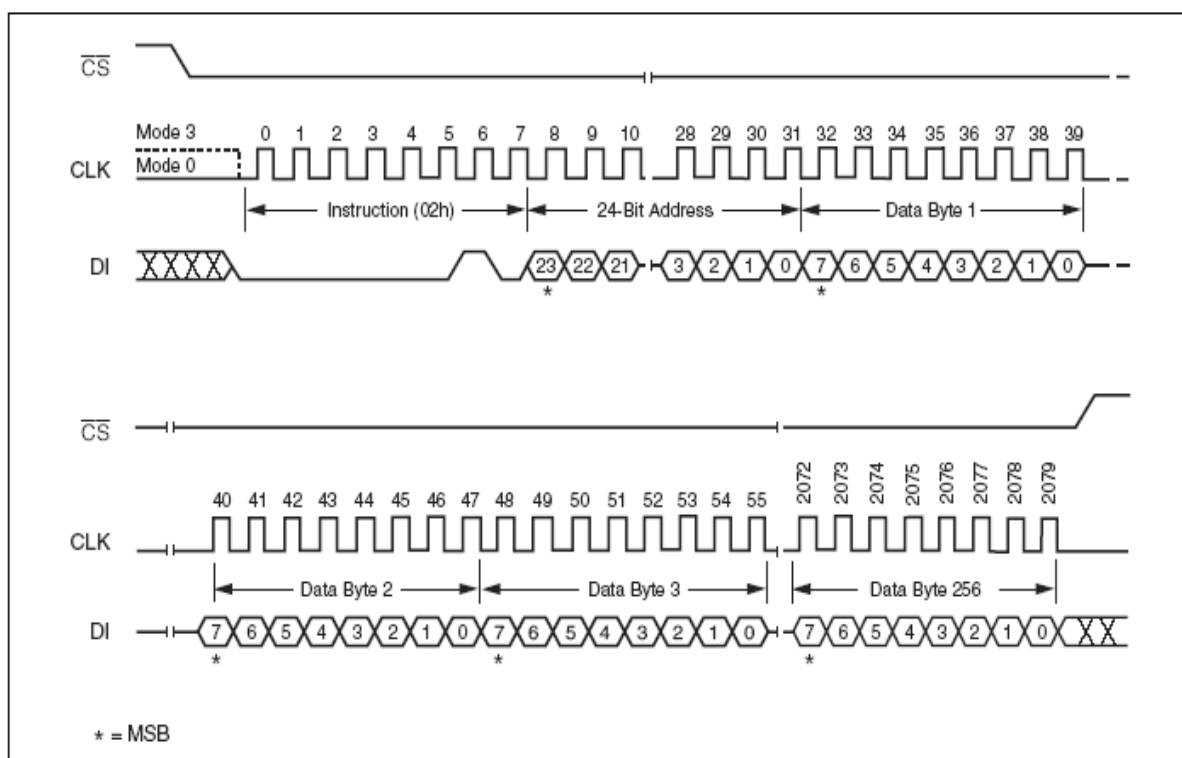 CS
Mode 3
0 1 2 3 4 5 6 7 8 9 10 28 29 30 31 32 33 34 35 36 37 38 39
CLK
Mode 0
Instruction (02h) 24-Bit Address Data Byte 1
DI XXXX 23 22 21 3 2 1 0 7 6 5 4 3 2 1 0
* *
CS
2072 2073 2074 2075 2076 2077 2078 2079
40 41 42 43 44 45 46 47 48 49 50 51 52 53 54 55
CLK
Data Byte 2 Data Byte 3 Data Byte 256
DI 7 6 5 4 3 2 1 0 7 6 5 4 3 2 1 0 7 6 5 4 3 2 1 0 XX
* * *
* = MSB